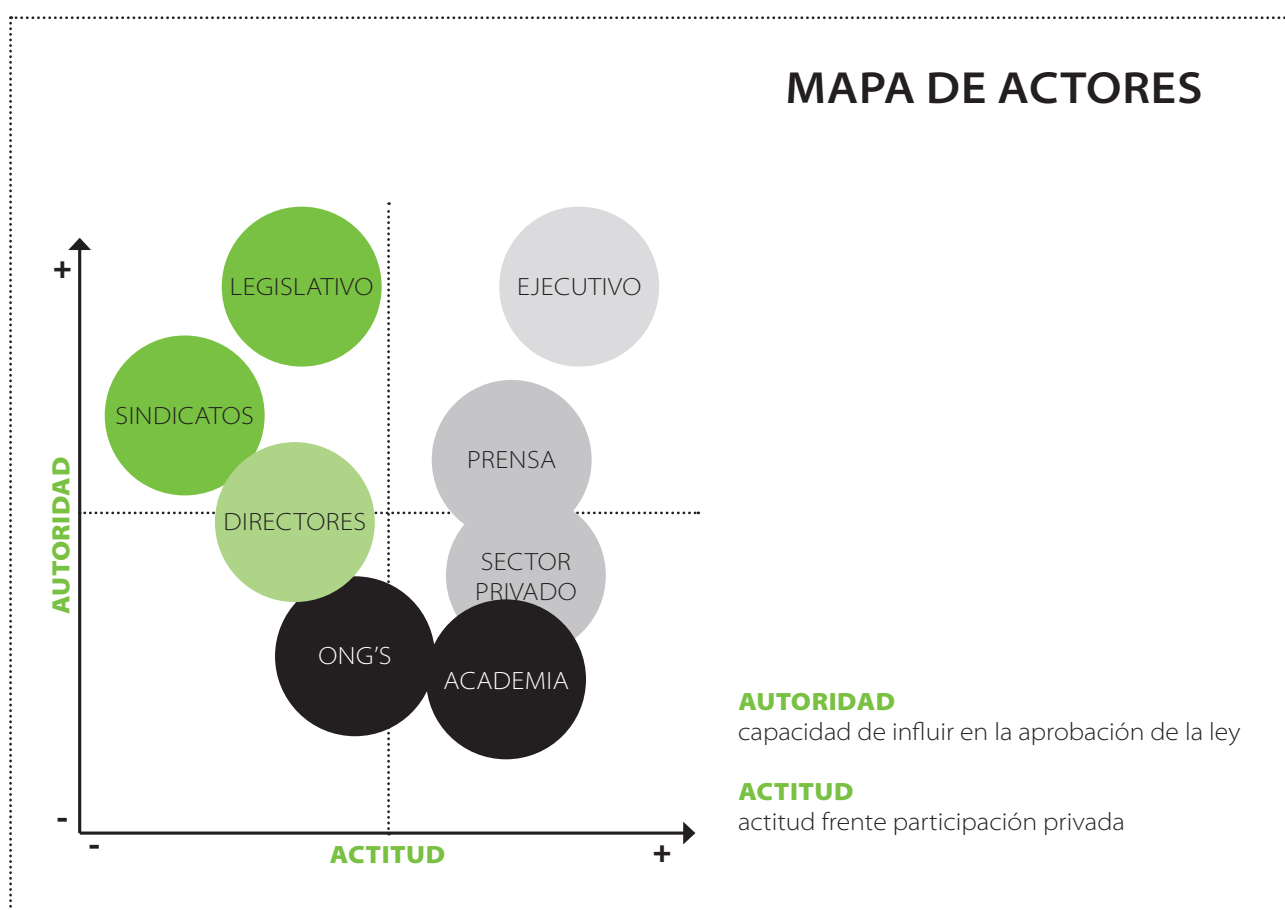 MAPA DE ACTORES
+
LEGISLATIVO
EJECUTIVO
SINDICATOS
PRENSA
DIRECTORES
SECTOR
PRIVADO
ONG'S
ACADEMIA
AUTORIDAD
-
-
ACTITUD
+
AUTORIDAD
capacidad de influir en la aprobación de la ley
ACTITUD
actitud frente participación privada